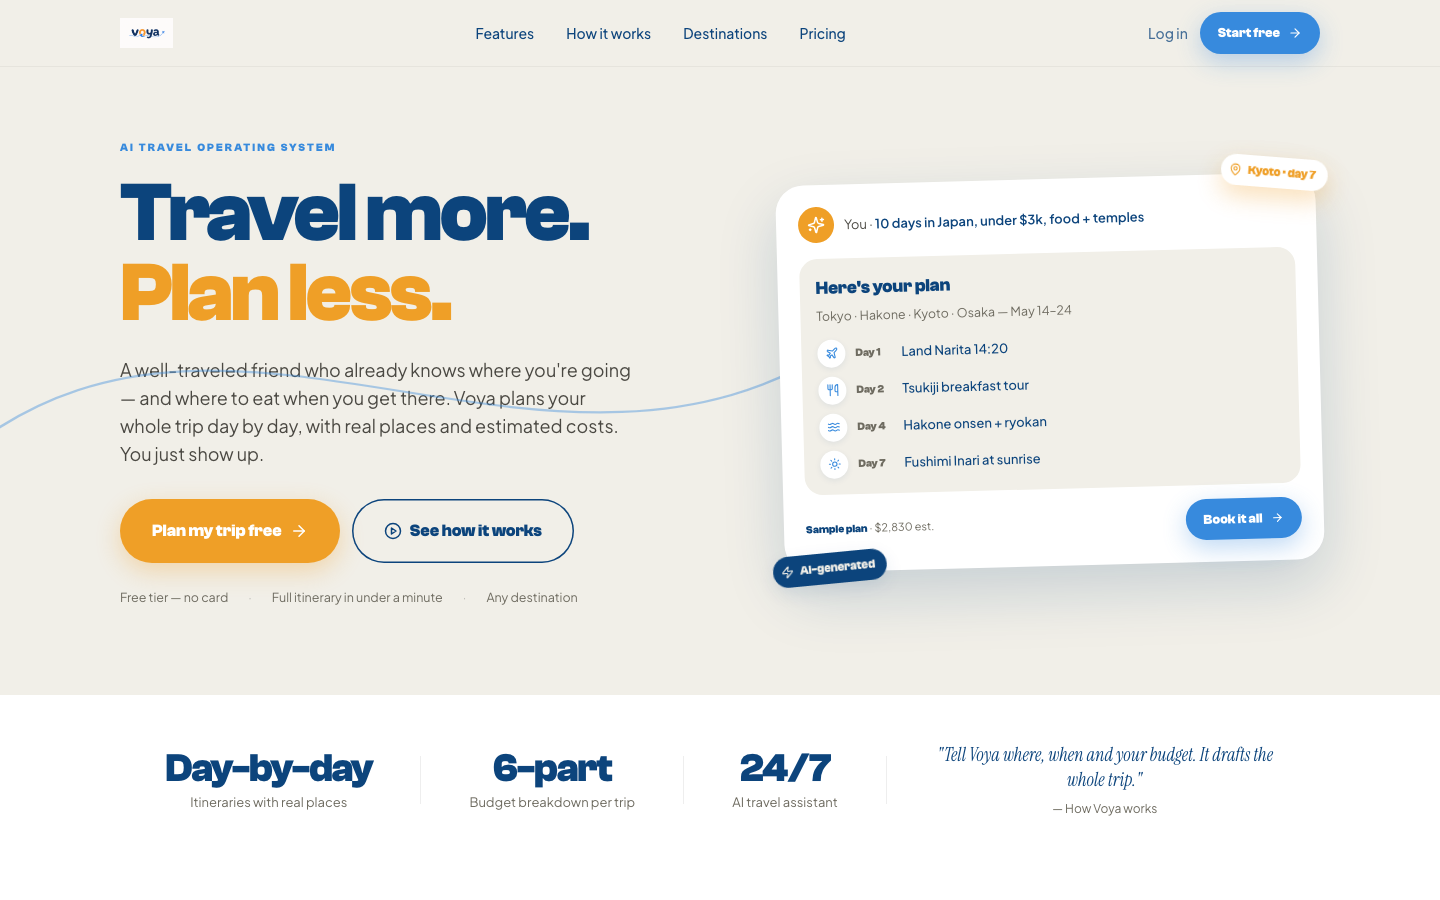 voya
Features
How it works
Destinations
Pricing
Log in
Start free
AI TRAVEL OPERATING SYSTEM
Travel more.
Plan less.
A well-traveled friend who already knows where you're going
— and where to eat when you get there. Voya plans your
whole trip day by day, with real places and estimated costs.
You just show up.
Plan my trip free
See how it works
Free tier — no card · Full itinerary in under a minute · Any destination
Kyoto • day 7
You · 10 days in Japan, under $3k, food + temples
Here's your plan
Tokyo · Hakone · Kyoto · Osaka — May 14–24
Day 1 Land Narita 14:20
Day 2 Tsukiji breakfast tour
Day 4 Hakone onsen + ryokan
Day 7 Fushimi Inari at sunrise
Sample plan · $2,830 est.
Book it all
AI-generated
Day-by-day
Itineraries with real places
6-part
Budget breakdown per trip
24/7
AI travel assistant
"Tell Voya where, when and your budget. It drafts the
whole trip."
— How Voya works